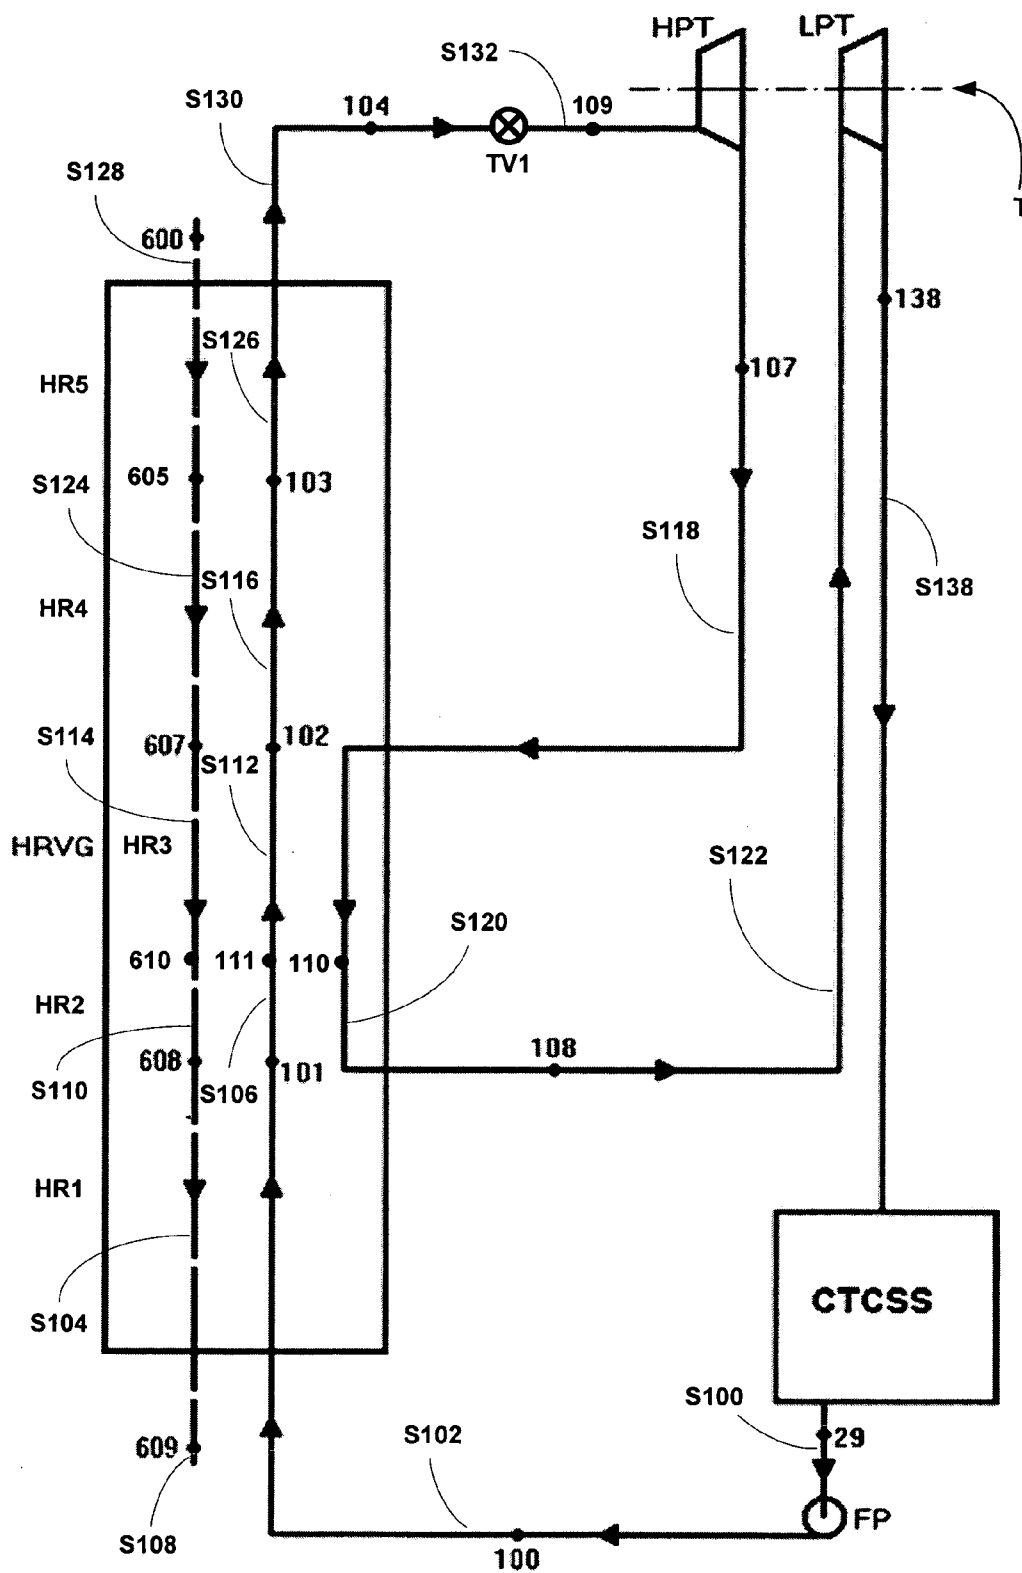 HPT
LPT
S132
S130
104
109
TV1
T
S128
600
138
S126
107
HR5
605
103
S124
S118
S116
S138
HR4
S114
607
102
S112
HRVG
HR3
S122
S120
610
111
110
HR2
608
101
108
S110
S106
HR1
CTCSS
S104
S100
29
S102
609
FP
S108
100